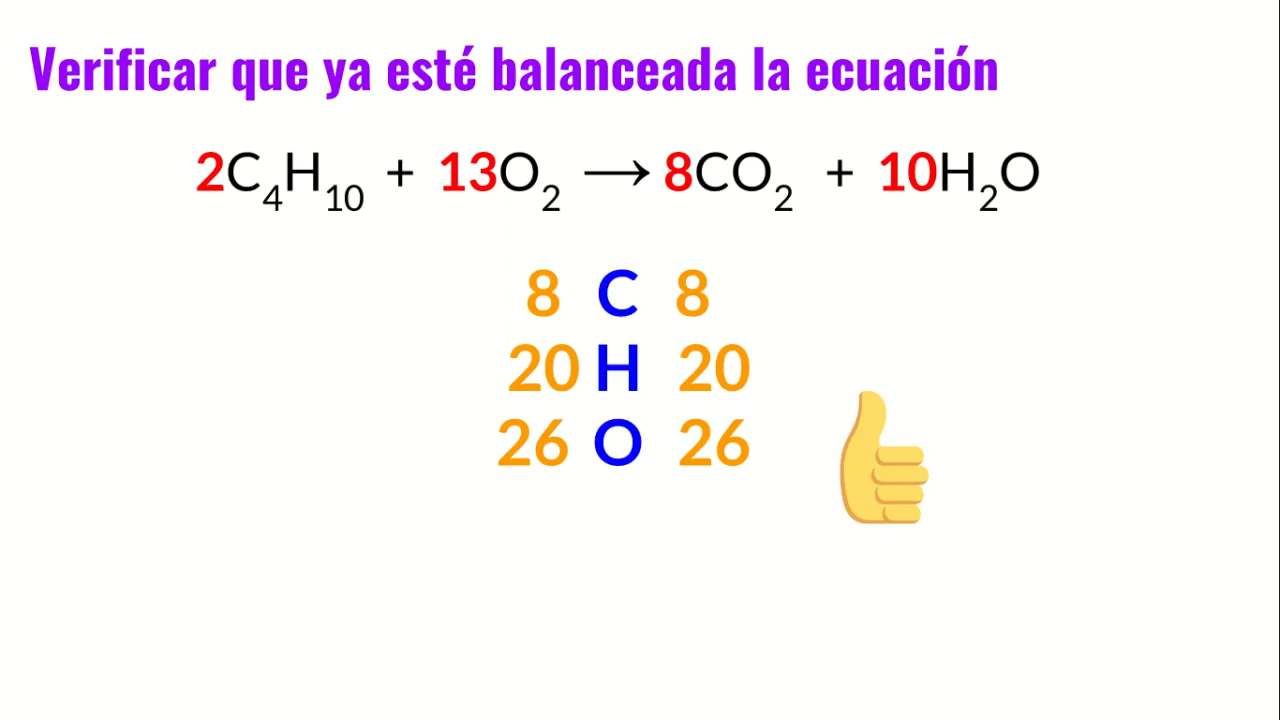 Verificar que ya esté balanceada la ecuación
2C₄H₁₀ + 13O₂ → 8CO₂ + 10H₂O
8 C 8
20 H 20
26 O 26